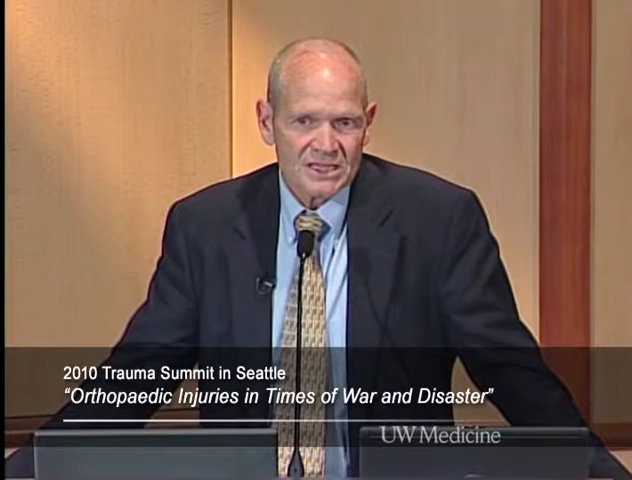 2010 Trauma Summit in Seattle
“Orthopaedic Injuries in Times of War and Disaster”
UW Medicine